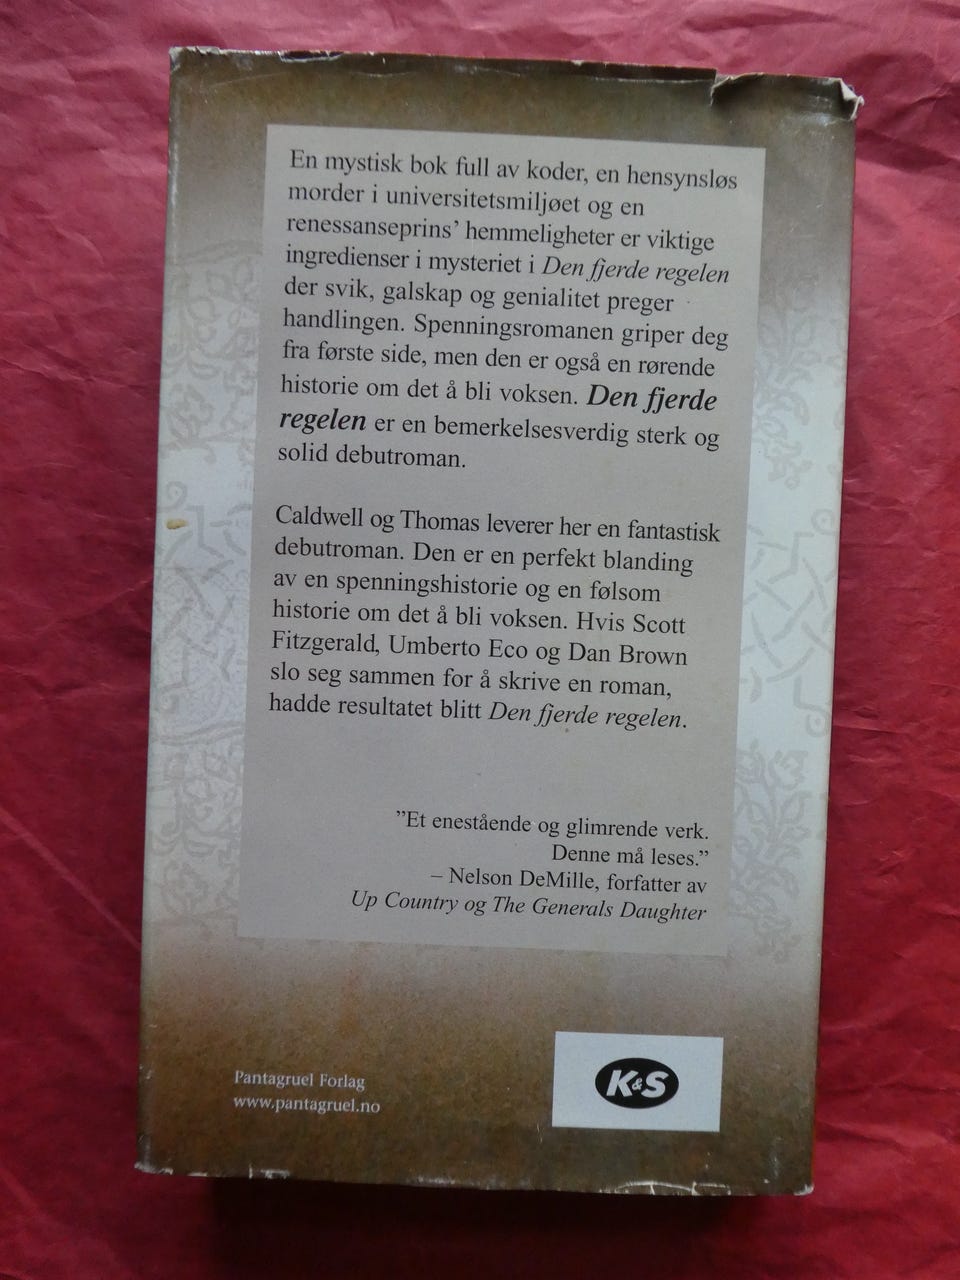 En mystisk bok full av koder, en hensynsløs
morder i universitetsmiljøet og en
renessanseprins’ hemmeligheter er viktige
ingredienser i mysteriet i Den fjerde regelen
der svik, galskap og genialitet preger
handlingen. Spenningsromanen griper deg
fra første side, men den er også en rørende
historie om det å bli voksen. Den fjerde
regelen er en bemerkelsesverdig sterk og
solid debutroman.
Caldwell og Thomas leverer her en fantastisk
debutroman. Den er en perfekt blanding
av en spenningshistorie og en følsom
historie om det å bli voksen. Hvis Scott
Fitzgerald, Umberto Eco og Dan Brown
slo seg sammen for å skrive en roman,
hadde resultatet blitt Den fjerde regelen.
”Et enestående og glimrende verk.
Denne må leses.”
– Nelson DeMille, forfatter av
Up Country og The Generals Daughter
Pantagruel Forlag
www.pantagruel.no
K&S